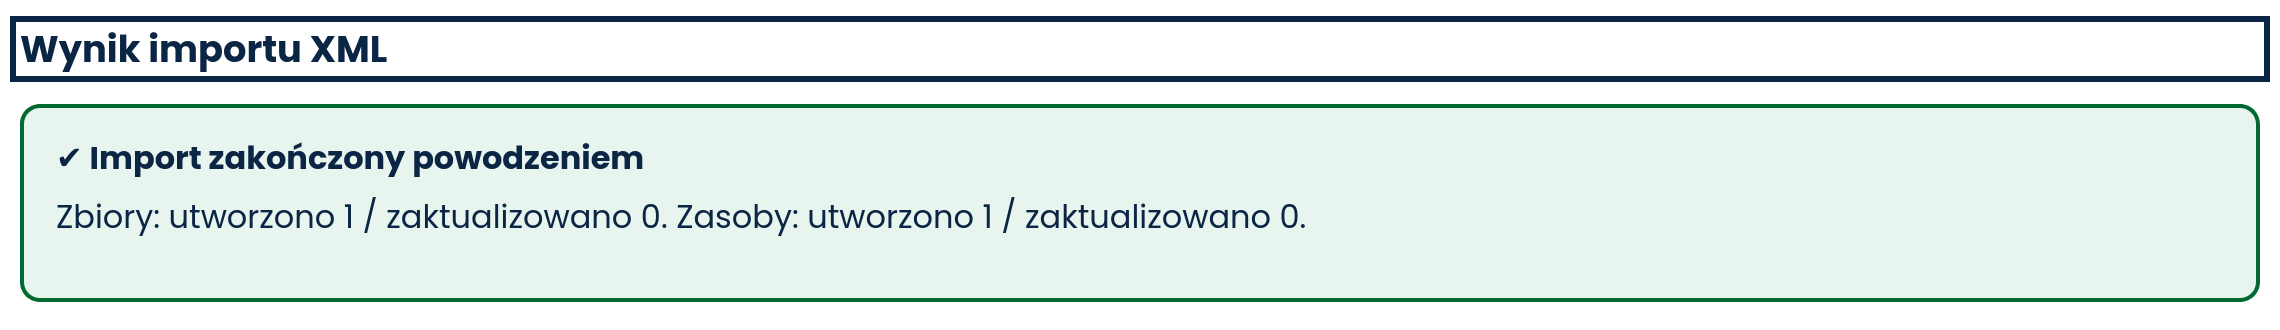 Wynik importu XML
✔ Import zakończony powodzeniem
Zbiory: utworzono 1 / zaktualizowano 0. Zasoby: utworzono 1 / zaktualizowano 0.